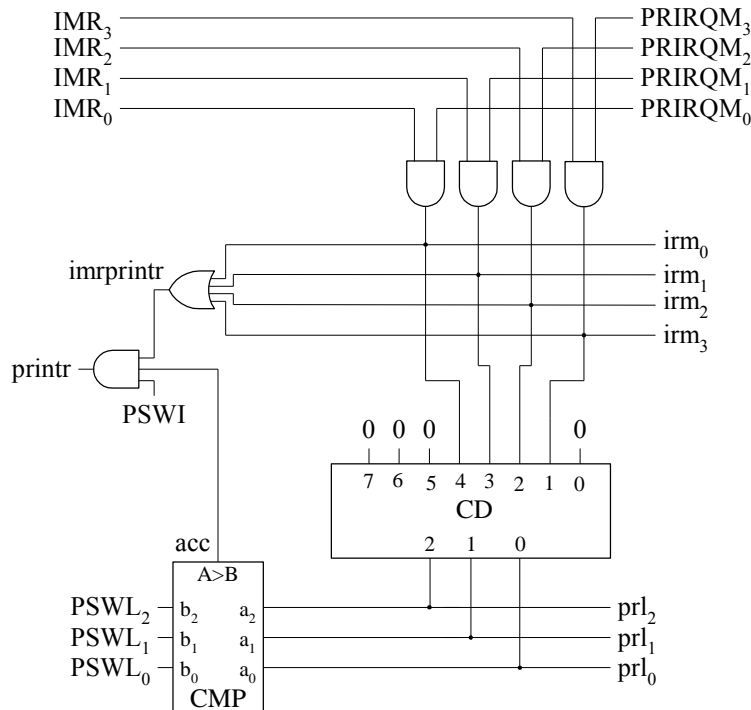 IMR3 PRIRQM3
IMR2 PRIRQM2
IMR1 PRIRQM1
IMR0 PRIRQM0
irm0
imrprintr irm1
irm2
irm3
printr
PSWI
0 0 0 0
7 6 5 4 3 2 1 0
CD
acc 2 1 0
A>B
PSWL2 b2 a2 prl2
PSWL1 b1 a1 prl1
PSWL0 b0 a0 prl0
CMP